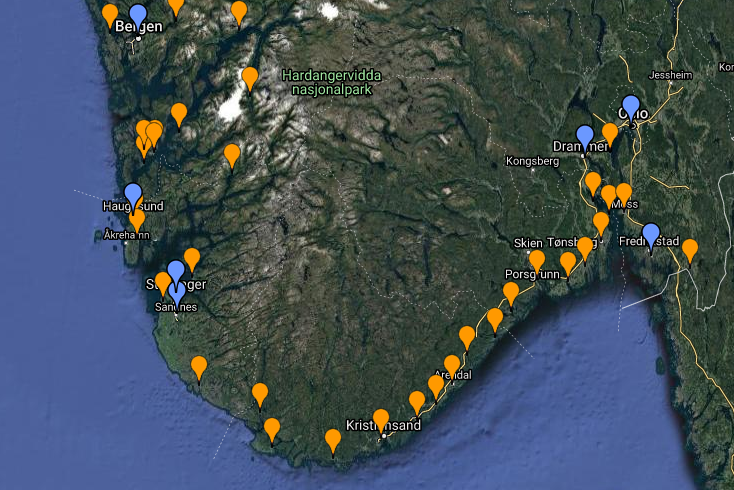 Bergen
Hardangervidda
nasjonalpark
Jessheim
Oslo
Drammen
Kongsberg
Haugesund
Moss
Åkrehamn
Skien
Tønsberg
Fredrikstad
Porsgrunn
Stavanger
Sandnes
Arendal
Kristiansand